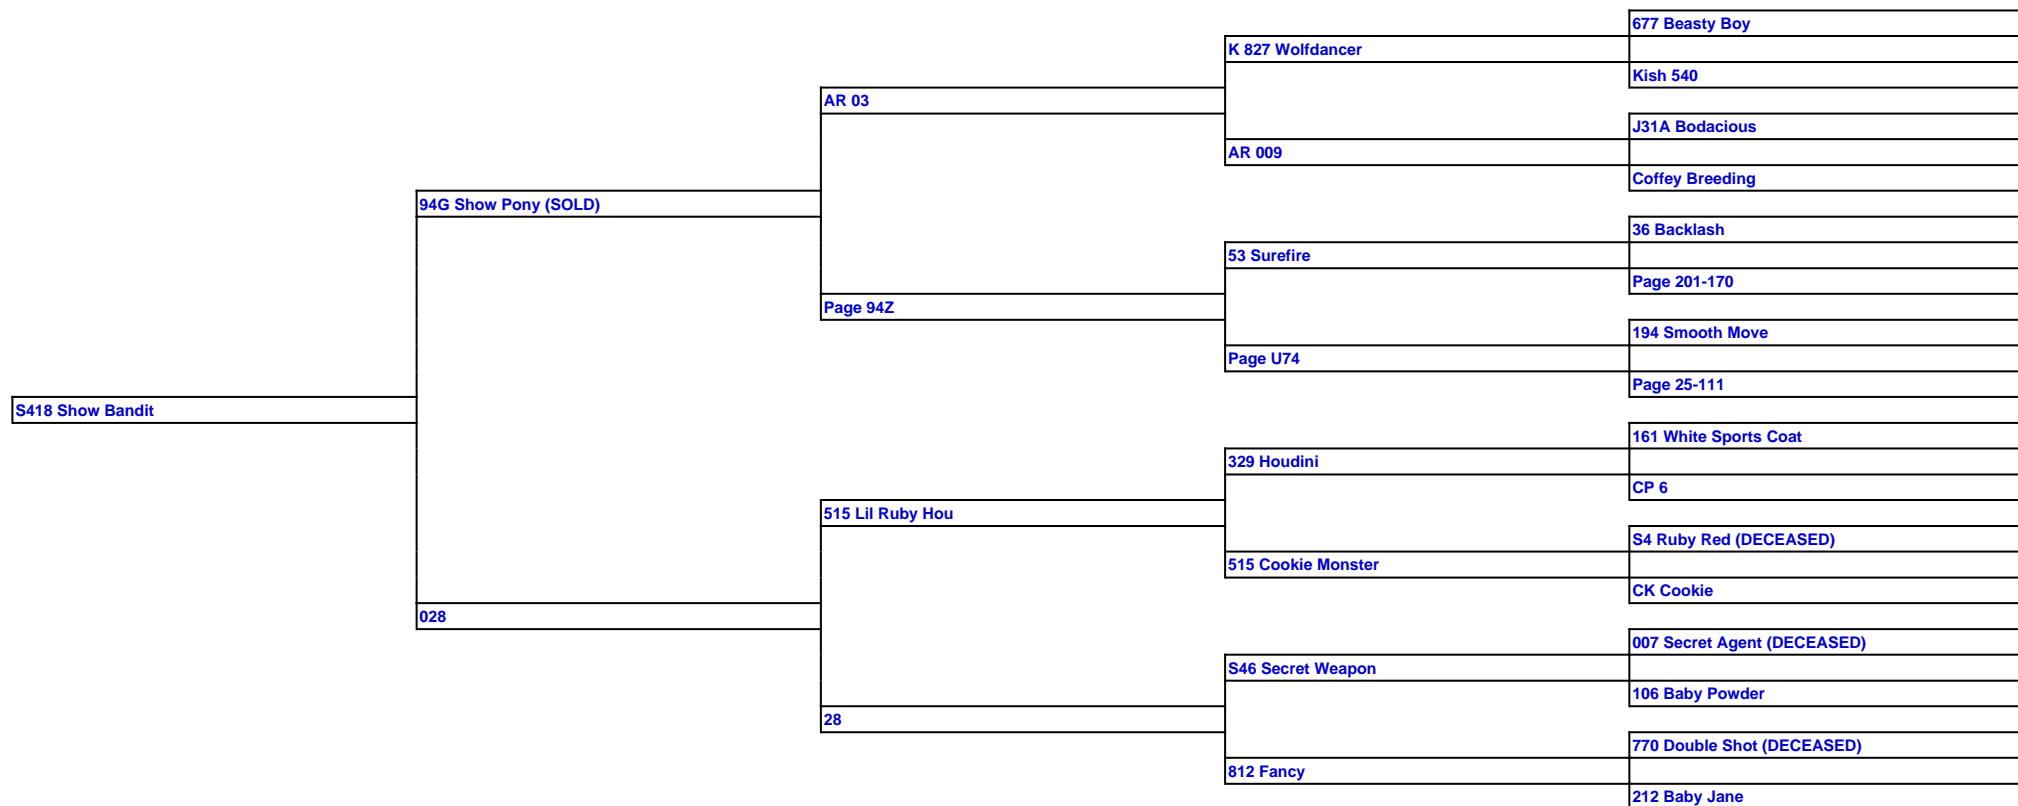 677 Beasty Boy
K 827 Wolfdancer
Kish 540
AR 03
J31A Bodacious
AR 009
Coffey Breeding
94G Show Pony (SOLD)
36 Backlash
53 Surefire
Page 201-170
Page 94Z
194 Smooth Move
Page U74
Page 25-111
S418 Show Bandit
161 White Sports Coat
329 Houdini
CP 6
515 Lil Ruby Hou
S4 Ruby Red (DECEASED)
515 Cookie Monster
CK Cookie
028
007 Secret Agent (DECEASED)
S46 Secret Weapon
106 Baby Powder
28
770 Double Shot (DECEASED)
812 Fancy
212 Baby Jane